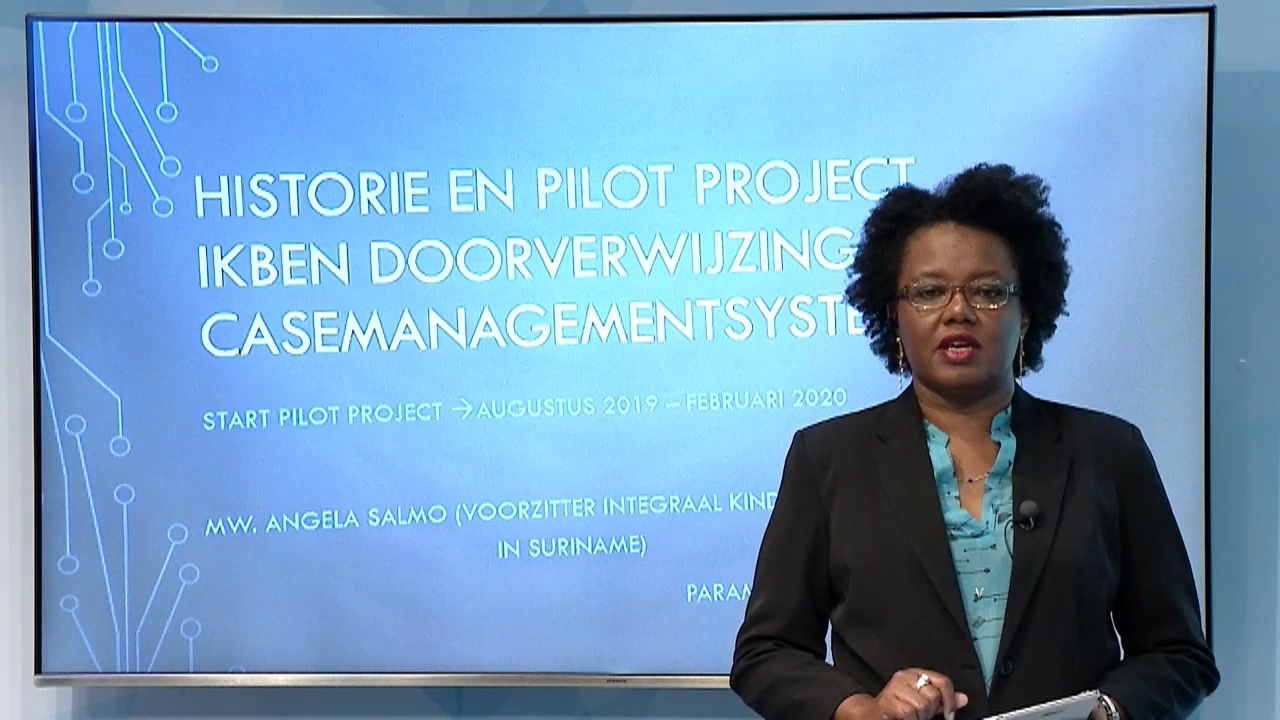 HISTORIE EN PILOT PROJECT
IKBEN DOORVERWIJZING
CASEMANAGEMENTSYSTE
START PILOT PROJECT →AUGUSTUS 2019 – FEBRUARI 2020
MW. ANGELA SALMO (VOORZITTER INTEGRAAL KIND
IN SURINAME)
PARAM